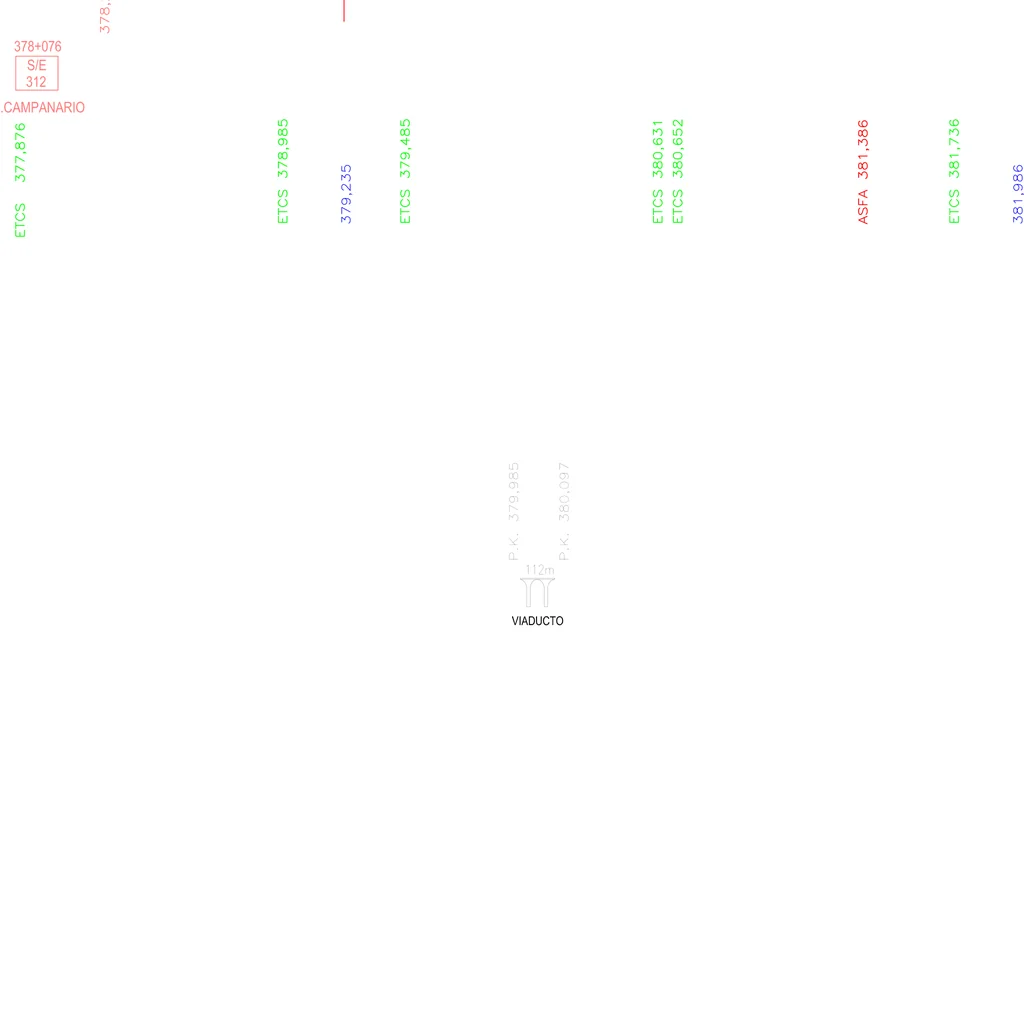 378,
378+076
S/E
312
.CAMPANARIO
ETCS 377,876
ETCS 378,985
379,235
ETCS 379,485
ETCS 380,631
ETCS 380,652
ASFA 381,386
ETCS 381,736
381,986
P.K. 379,985
P.K. 380,097
112m
VIADUCTO